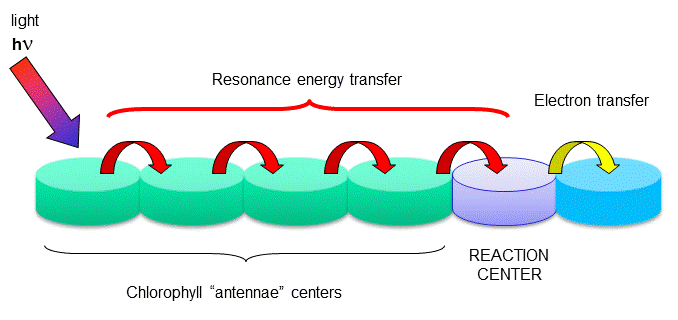 light
hν
Resonance energy transfer
Electron transfer
REACTION
CENTER
Chlorophyll “antennae” centers